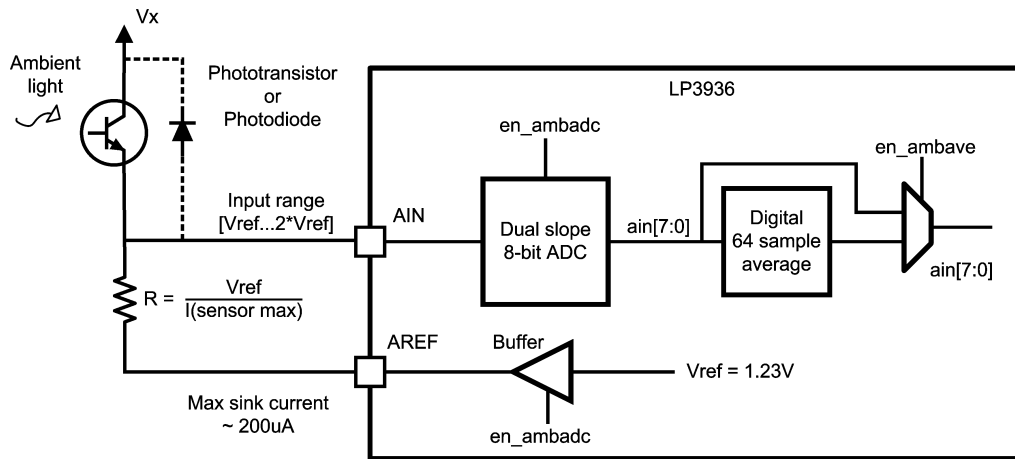 Vx
Ambient
light
Phototransistor
or
Photodiode
LP3936
en_ambadc
en_ambave
Input range
[Vref...2*Vref]
AIN
Dual slope
8-bit ADC
ain[7:0]
Digital
64 sample
average
ain[7:0]
R = Vref
I(sensor max)
AREF
Buffer
Vref = 1.23V
Max sink current
~ 200uA
en_ambadc